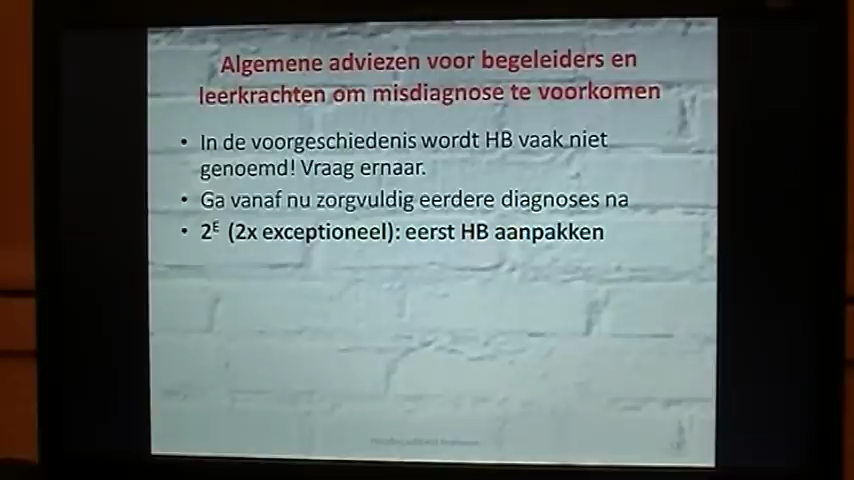 Algemene adviezen voor begeleiders en
leerkrachten om misdiagnose te voorkomen
• In de voorgeschiedenis wordt HB vaak niet
genoemd! Vraag ernaar.
• Ga vanaf nu zorgvuldig eerdere diagnoses na
• 2E (2x exceptioneel): eerst HB aanpakken